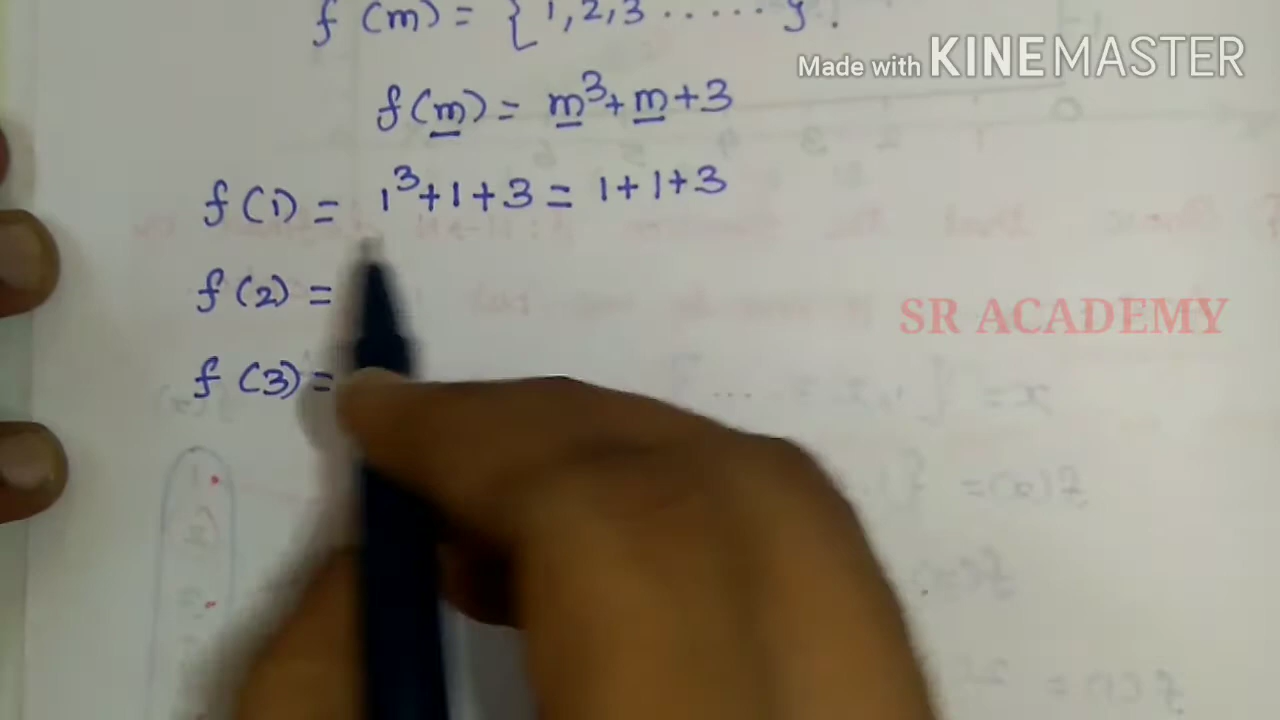 f(m) = {1,2,3 ......}.
Made with KINEMASTER
f(m) = m³+m+3
f(1) = 1³+1+3 = 1+1+3
f(2) =
SR ACADEMY
f(3) =